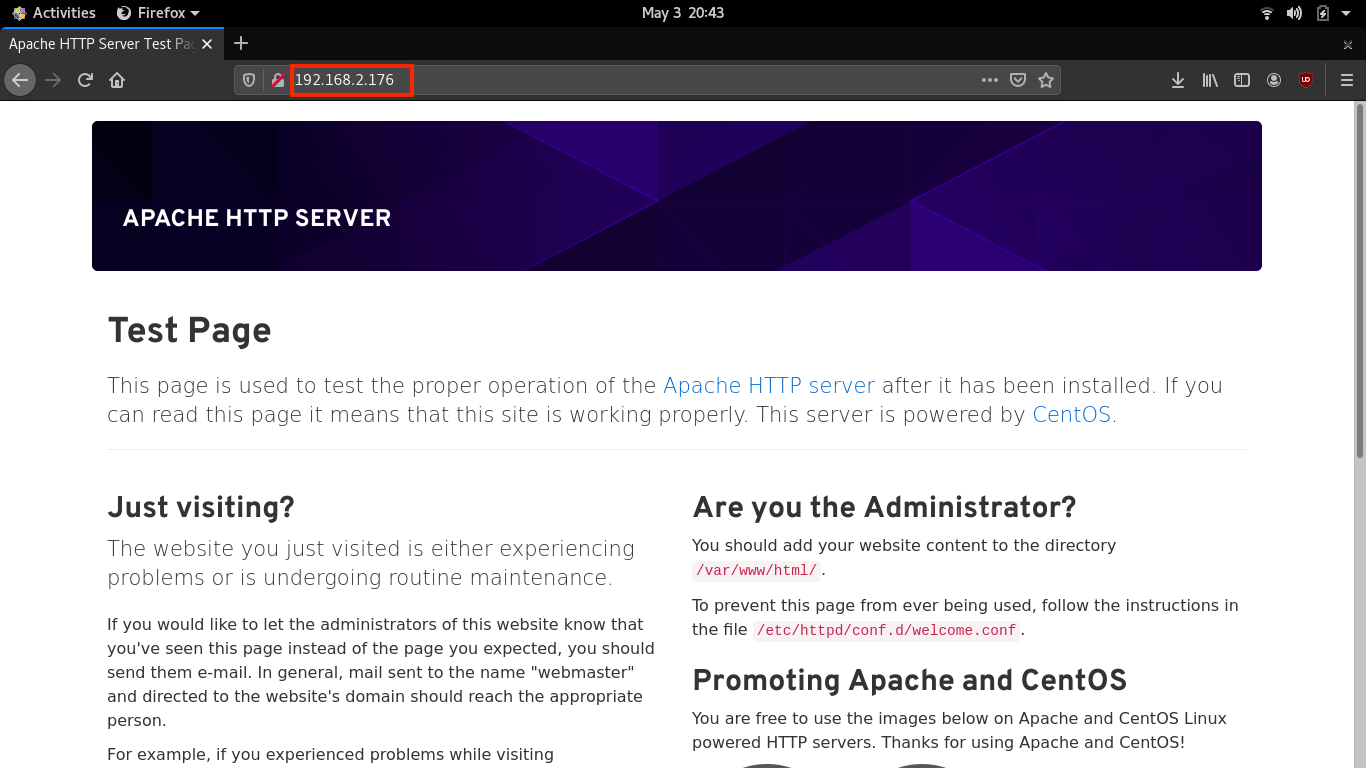 Activities Firefox May 3 20:43
Apache HTTP Server Test Pa
192.168.2.176
APACHE HTTP SERVER
Test Page
This page is used to test the proper operation of the Apache HTTP server after it has been installed. If you
can read this page it means that this site is working properly. This server is powered by CentOS.
Just visiting?
The website you just visited is either experiencing
problems or is undergoing routine maintenance.
If you would like to let the administrators of this website know that
you've seen this page instead of the page you expected, you should
send them e-mail. In general, mail sent to the name "webmaster"
and directed to the website's domain should reach the appropriate
person.
For example, if you experienced problems while visiting
Are you the Administrator?
You should add your website content to the directory
/var/www/html/.
To prevent this page from ever being used, follow the instructions in
the file /etc/httpd/conf.d/welcome.conf.
Promoting Apache and CentOS
You are free to use the images below on Apache and CentOS Linux
powered HTTP servers. Thanks for using Apache and CentOS!